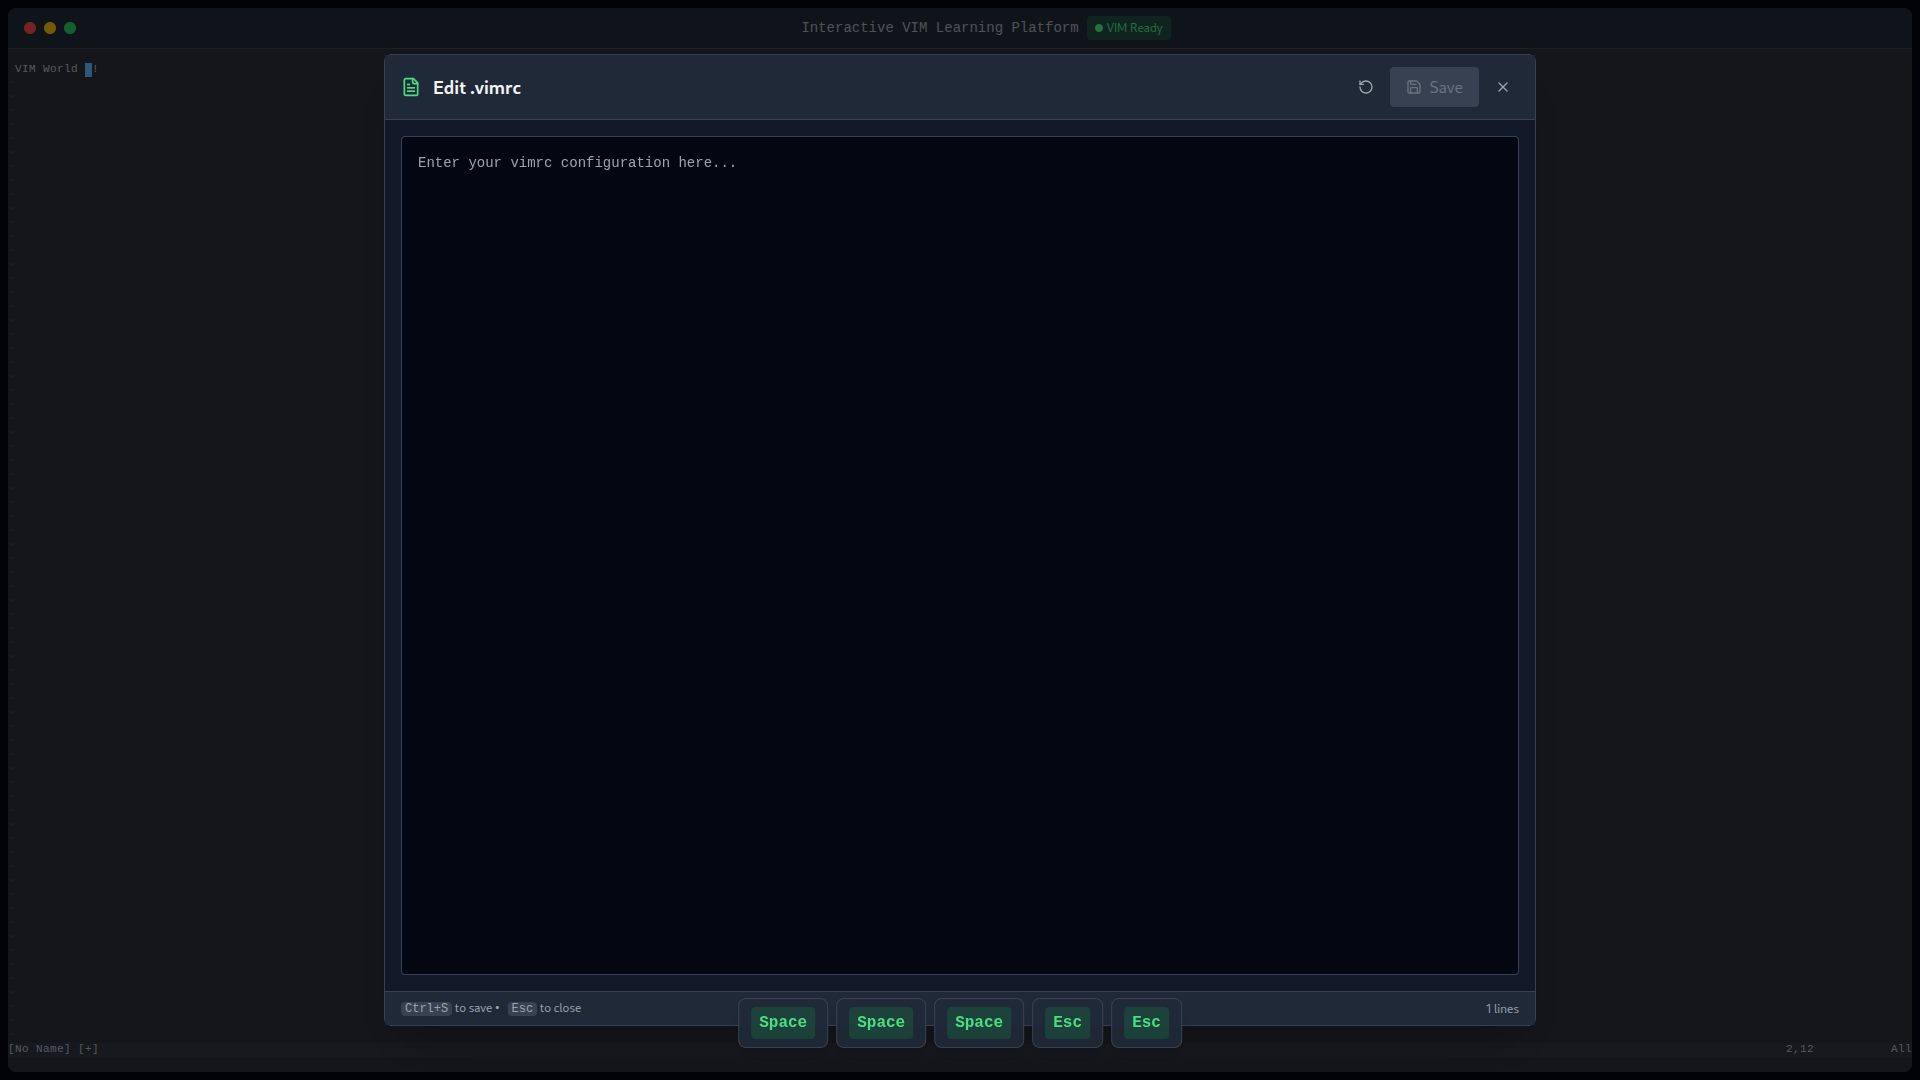 Interactive VIM Learning Platform VIM Ready
VIM World !
Edit .vimrc
Save
Enter your vimrc configuration here...
Ctrl+S to save • Esc to close
1 lines
Space Space Space Esc Esc
[No Name] [+]
2,12
All